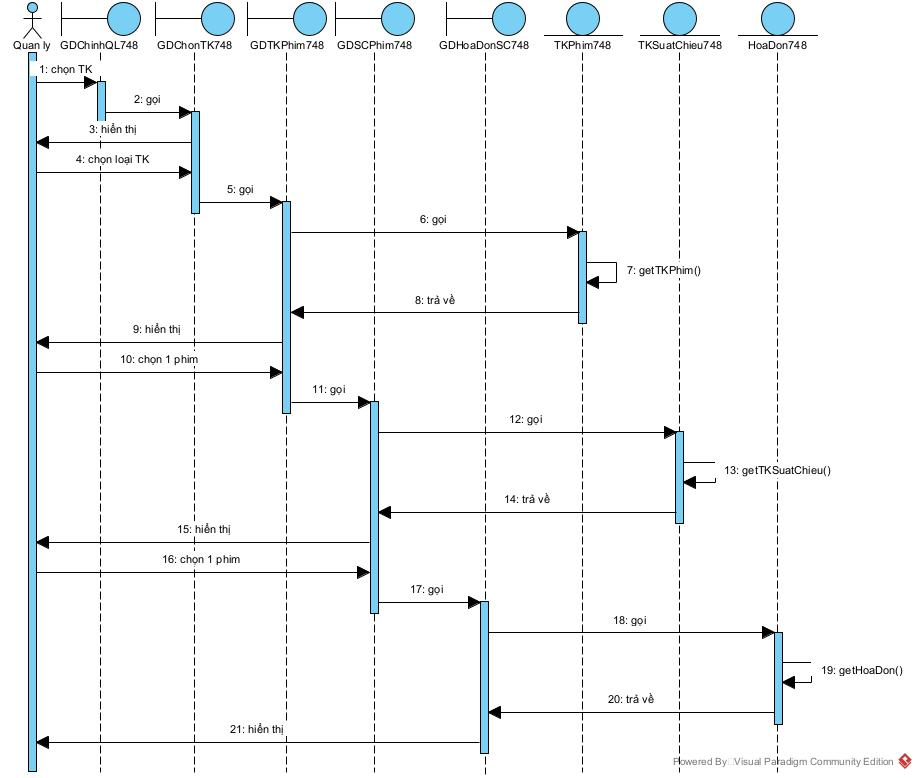 Quan ly GDChinhQL748 GDChonTK748 GDTKPhim748 GDSCPhim748 GDHoaDonSC748 TKPhim748 TKSuatChieu748 HoaDon748
1: chọn TK
2: gọi
3: hiển thị
4: chọn loại TK
5: gọi
6: gọi
7: getTKPhim()
8: trả về
9: hiển thị
10: chọn 1 phim
11: gọi
12: gọi
13: getTKSuatChieu()
14: trả về
15: hiển thị
16: chọn 1 phim
17: gọi
18: gọi
19: getHoaDon()
20: trả về
21: hiển thị
Powered By Visual Paradigm Community Edition